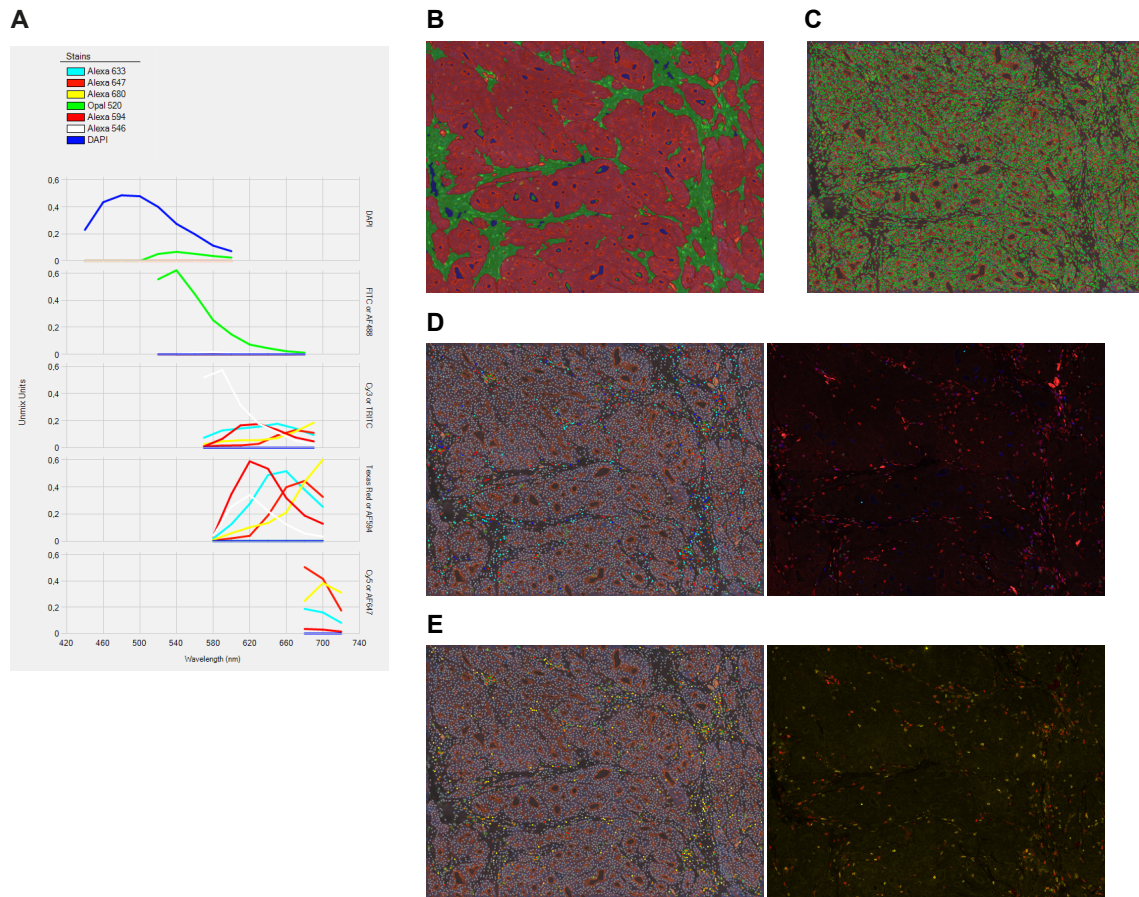 A
B
C
Stains
Alexa 633
Alexa 647
Alexa 680
Opal 520
Alexa 594
Alexa 546
DAPI
0,6
0,4
0,2
0
DAPI
0,6
0,4
0,2
0
FITC or AF488
0,6
0,4
0,2
0
Cy3 or TRITC
0,6
0,4
0,2
0
Texas Red or AF594
0,6
0,4
0,2
0
Cy5 or AF647
Unmix Units
420 460 500 540 580 620 660 700 740
Wavelength (nm)
D
E